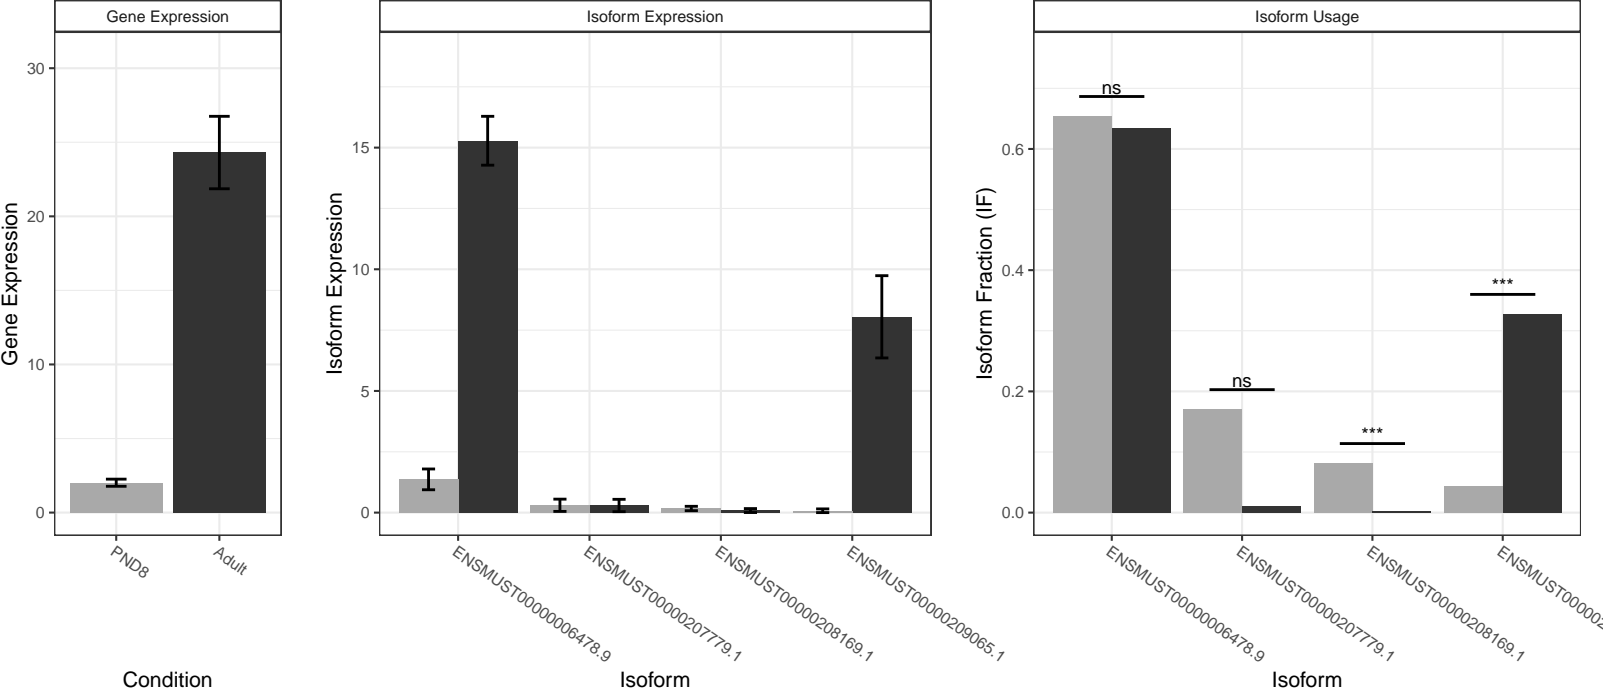 Gene Expression
Gene Expression
30
20
10
0
PND8
Adult
Condition
Isoform Expression
Isoform Expression
15
10
5
0
ENSMUST00000006478.9
ENSMUST00000207779.1
ENSMUST00000208169.1
ENSMUST00000209065.1
Isoform
Isoform Usage
Isoform Fraction (IF)
0.6
0.4
0.2
0.0
ns
ns
***
***
ENSMUST00000006478.9
ENSMUST00000207779.1
ENSMUST00000208169.1
Isoform